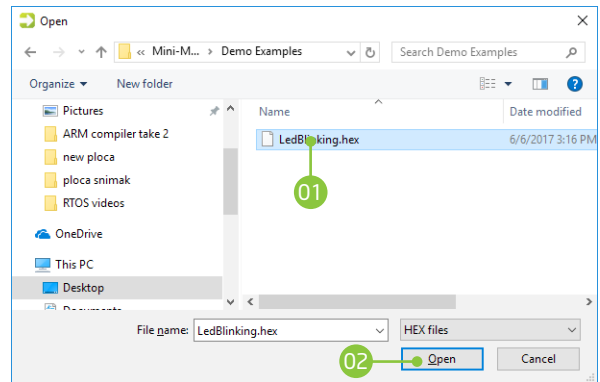 Open
« Mini-M... › Demo Examples
Search Demo Examples
Organize
New folder
Pictures
ARM compiler take 2
new ploca
ploca snimak
RTOS videos
OneDrive
This PC
Desktop
Documents
Name
Date modified
LedBlinking.hex
6/6/2017 3:16 PM
01
File name:
LedBlinking.hex
HEX files
02
Open
Cancel